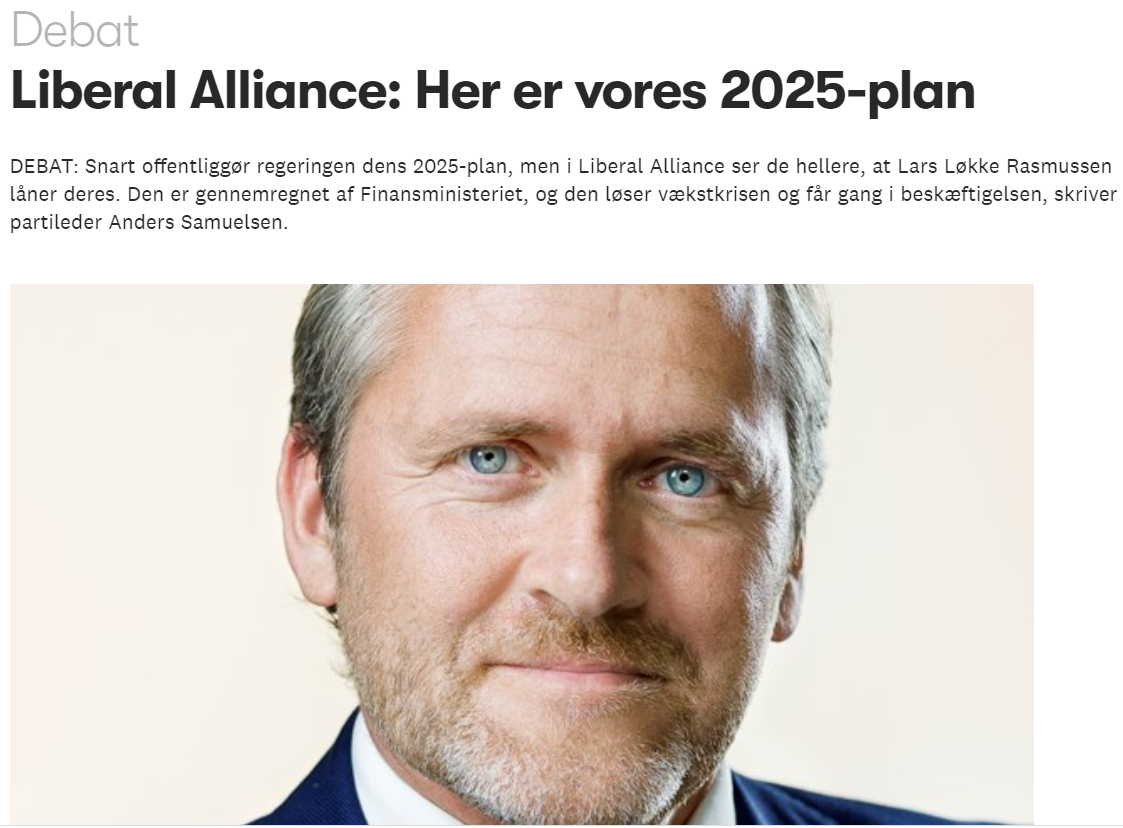 Debat
Liberal Alliance: Her er vores 2025-plan
DEBAT: Snart offentliggør regeringen dens 2025-plan, men i Liberal Alliance ser de hellere, at Lars Løkke Rasmussen
låner deres. Den er gennemregnet af Finansministeriet, og den løser vækstkrisen og får gang i beskæftigelsen, skriver
partileder Anders Samuelsen.